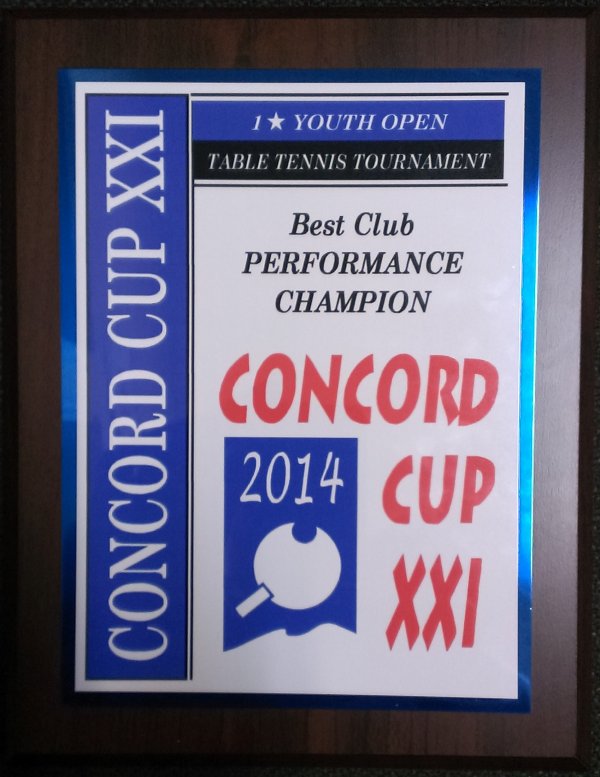 CONCORD CUP XXI
1★ YOUTH OPEN
TABLE TENNIS TOURNAMENT
Best Club
PERFORMANCE
CHAMPION
CONCORD
2014
CUP
XXI